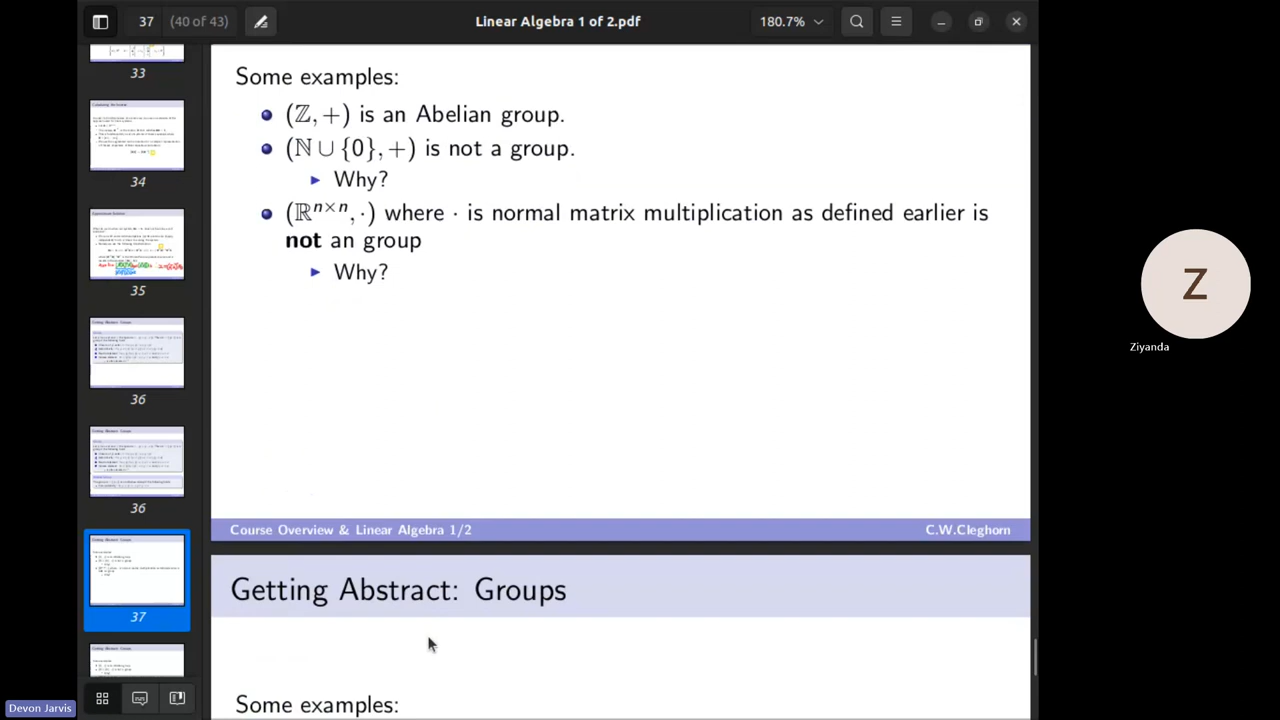 37 (40 of 43)
Linear Algebra 1 of 2.pdf
180.7%
33
34
35
36
36
37
Some examples:
(ℤ, +) is an Abelian group.
(ℕ ∪ {0}, +) is not a group.
Why?
(ℝⁿˣⁿ, ·) where · is normal matrix multiplication as defined earlier is
not an group
Why?
Course Overview & Linear Algebra 1/2 C.W.Cleghorn
Getting Abstract: Groups
Some examples:
Z
Ziyanda
Devon Jarvis